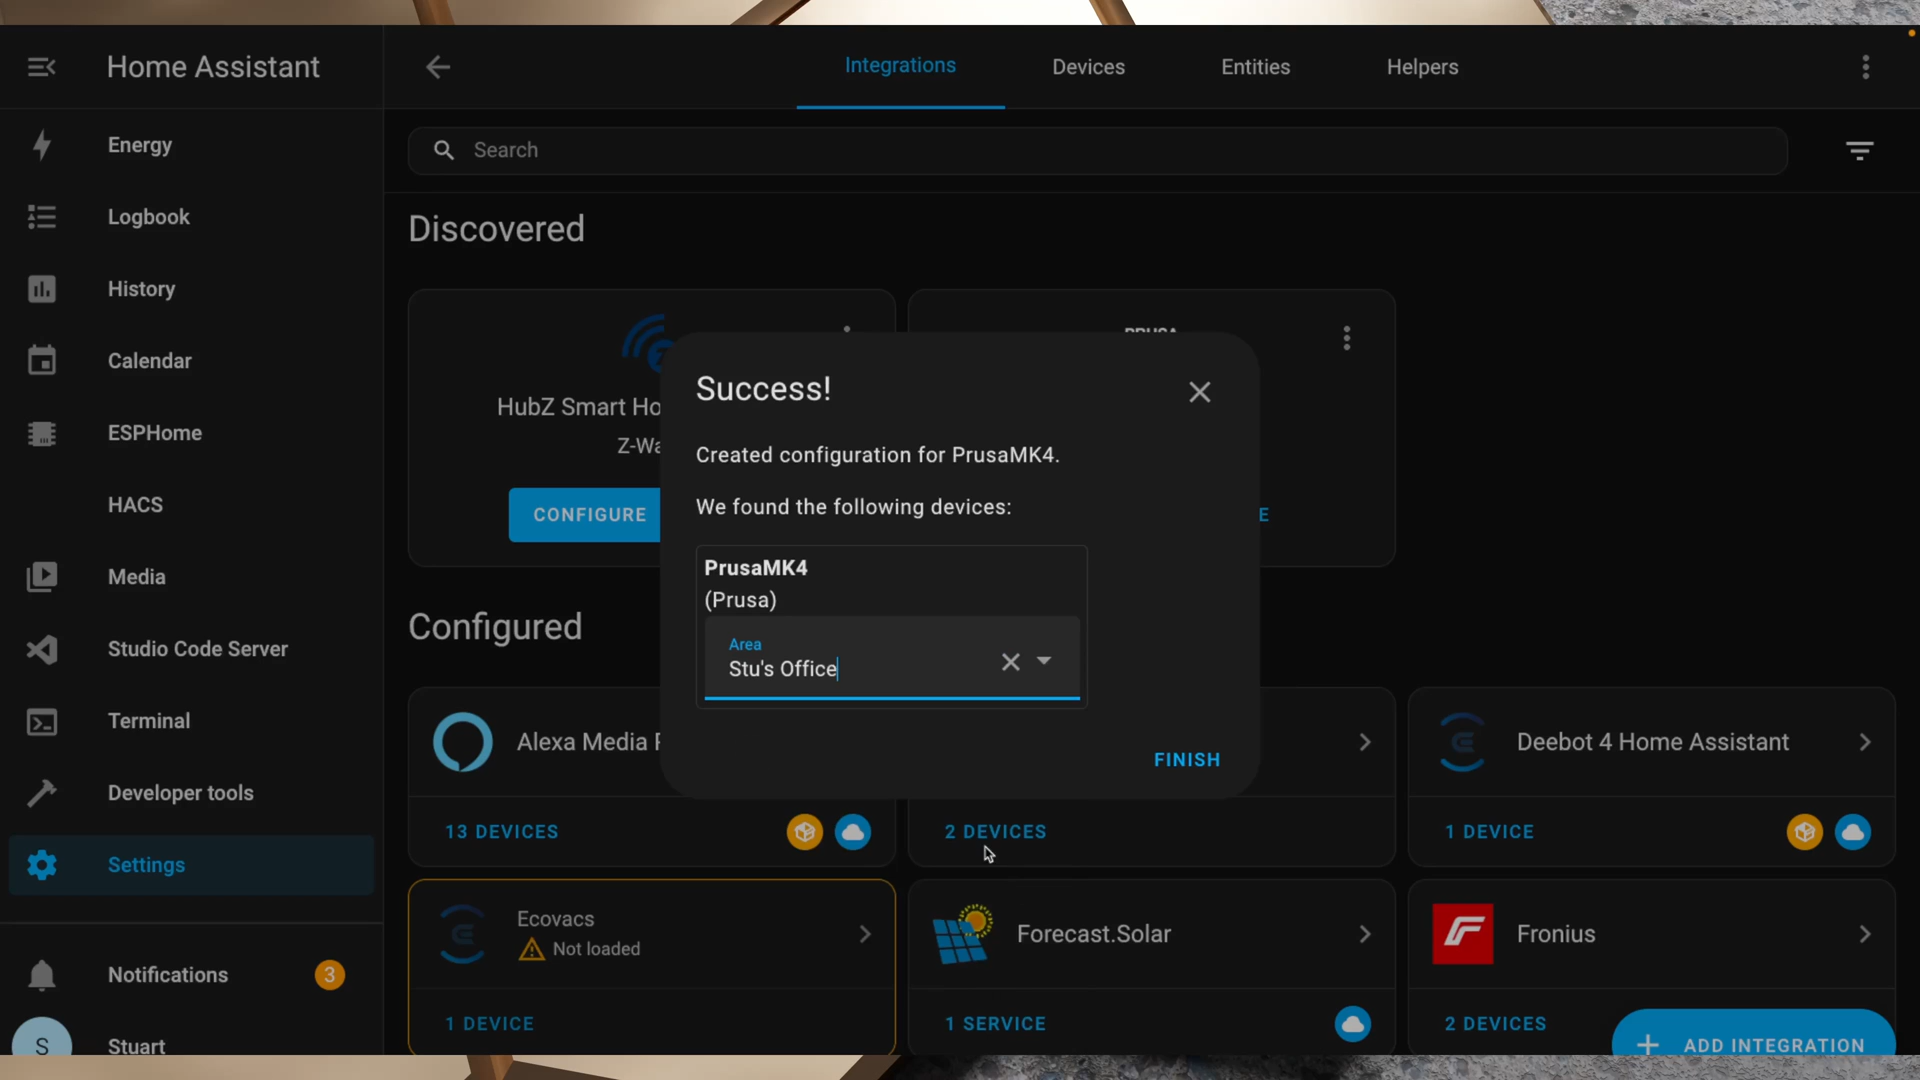 Home Assistant
Integrations
Devices
Entities
Helpers
Energy
Logbook
History
Calendar
ESPHome
HACS
Media
Studio Code Server
Terminal
Developer tools
Settings
Notifications
3
S
Stuart
Search
Discovered
HubZ Smart Ho
Z-Wa
CONFIGURE
PRUSA
E
Success!
Created configuration for PrusaMK4.
We found the following devices:
PrusaMK4
(Prusa)
Area
Stu's Office
FINISH
Configured
Alexa Media
13 DEVICES
2 DEVICES
Deebot 4 Home Assistant
1 DEVICE
Ecovacs
Not loaded
1 DEVICE
Forecast.Solar
1 SERVICE
Fronius
2 DEVICES
ADD INTEGRATION